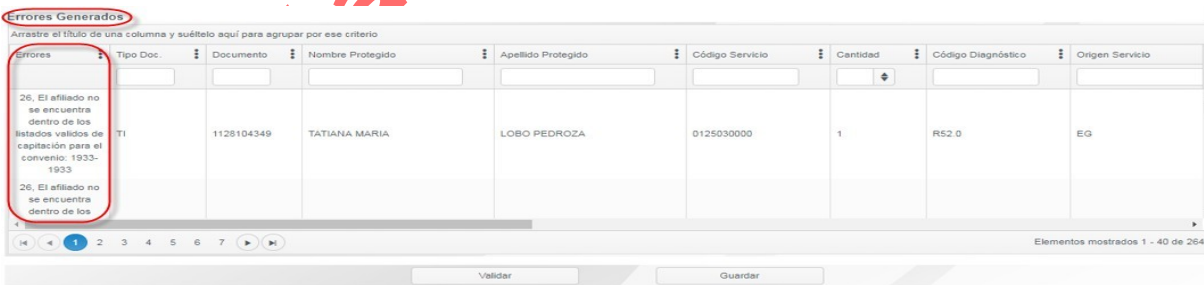 Errores Generados
Arrastre el título de una columna y suéltelo aquí para agrupar por ese criterio
Errores Tipo Doc. Documento Nombre Protegido Apellido Protegido Código Servicio Cantidad Código Diagnóstico Origen Servicio
26, El afiliado no
se encuentra
dentro de los
listados validos de
capitación para el
convenio: 1933-
1933
TI 1128104349 TATIANA MARIA LOBO PEDROZA 0125030000 1 R52.0 EG
26, El afiliado no
se encuentra
dentro de los
1 2 3 4 5 6 7
Elementos mostrados 1 - 40 de 264
Validar Guardar